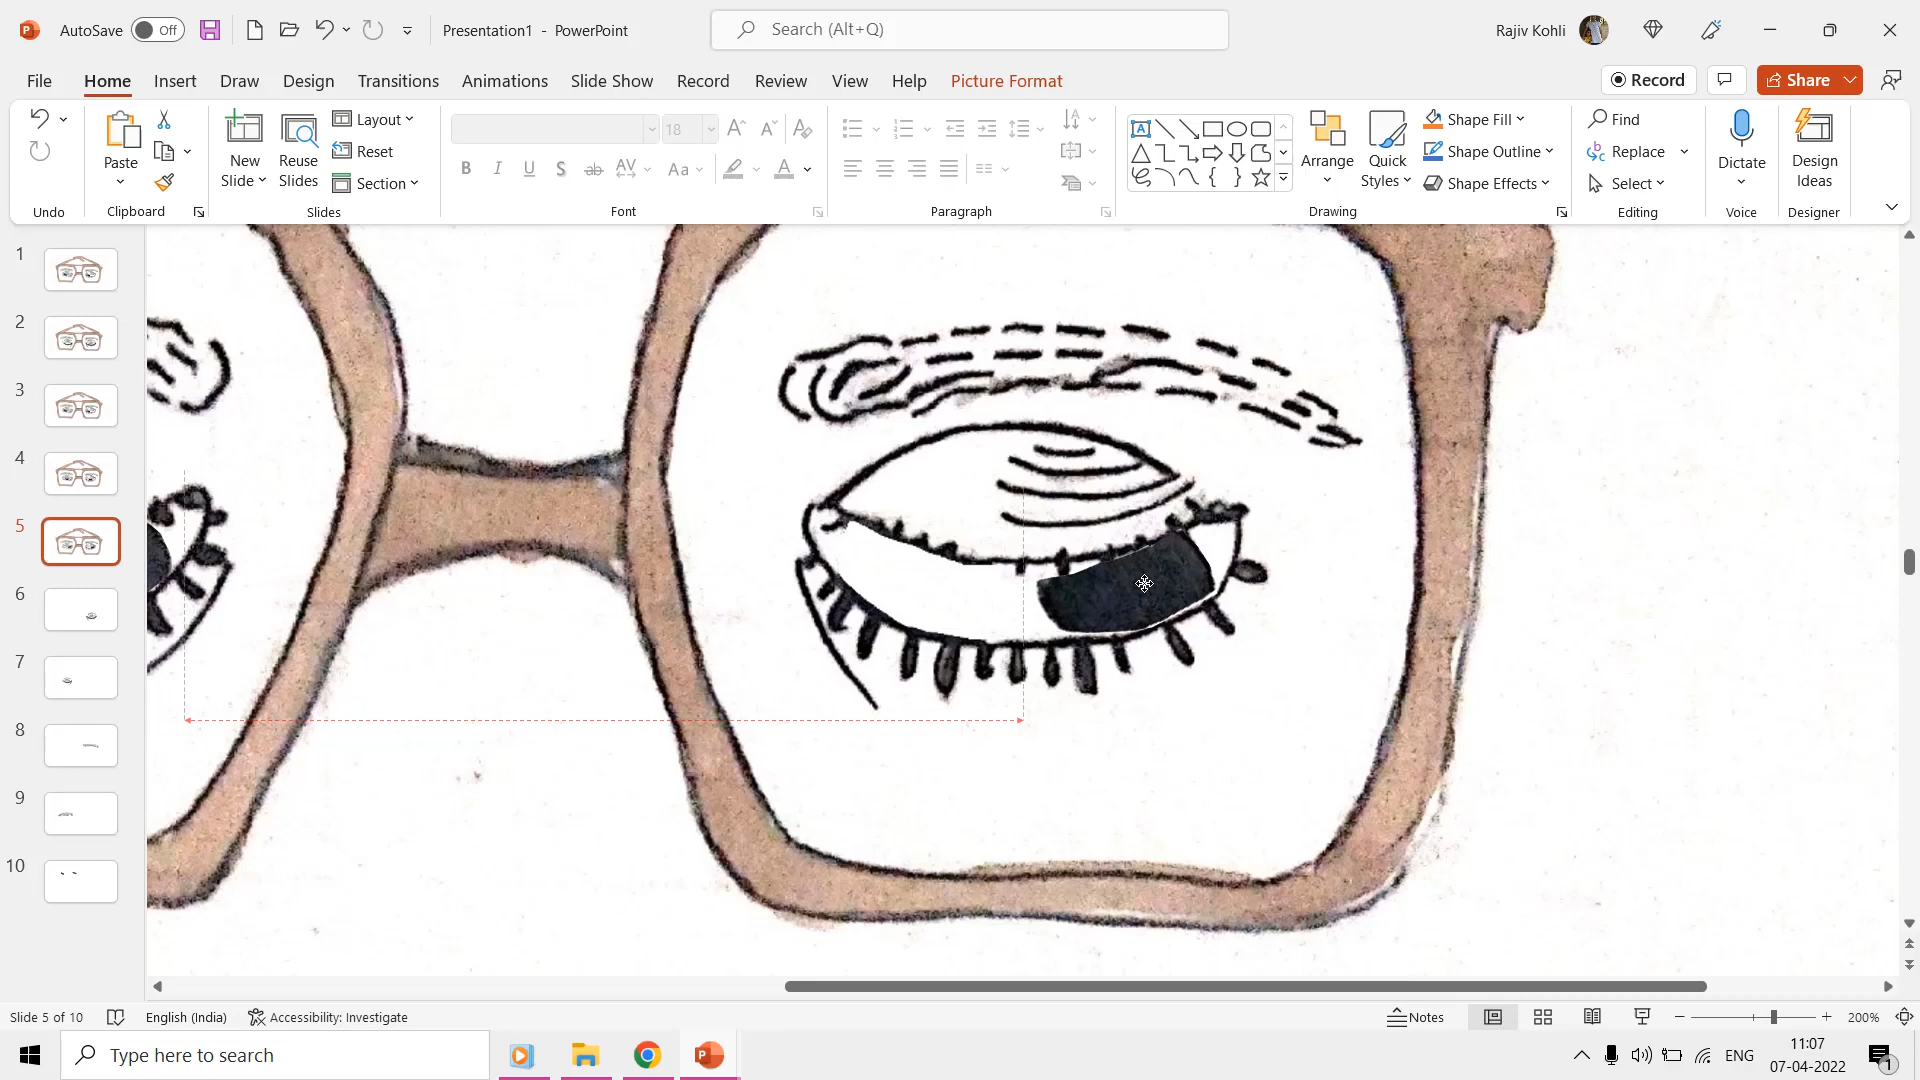 AutoSave Off Presentation1 - PowerPoint Search (Alt+Q) Rajiv Kohli
File Home Insert Draw Design Transitions Animations Slide Show Record Review View Help Picture Format Record Share
Undo
Paste
Clipboard
New Slide
Reuse Slides
Layout
Reset
Section
Slides
18
B I U S ab AV Aa A
Font
Paragraph
Arrange
Quick Styles
Shape Fill
Shape Outline
Shape Effects
Drawing
Find
Replace
Select
Editing
Dictate
Voice
Design Ideas
Designer
1
2
3
4
5
6
7
8
9
10
Slide 5 of 10 English (India) Accessibility: Investigate Notes 200%
Type here to search
ENG
11:07
07-04-2022
1